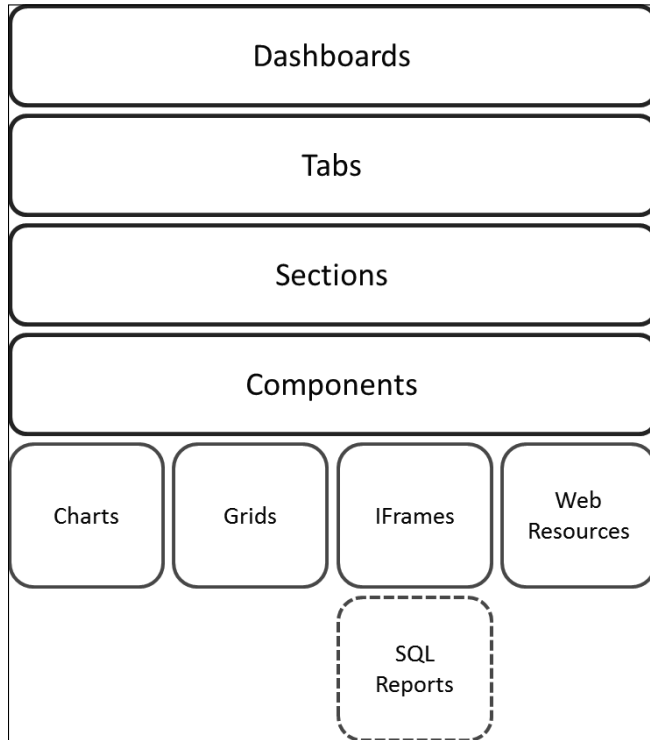 Dashboards
Tabs
Sections
Components
Charts
Grids
IFrames
Web
Resources
SQL
Reports